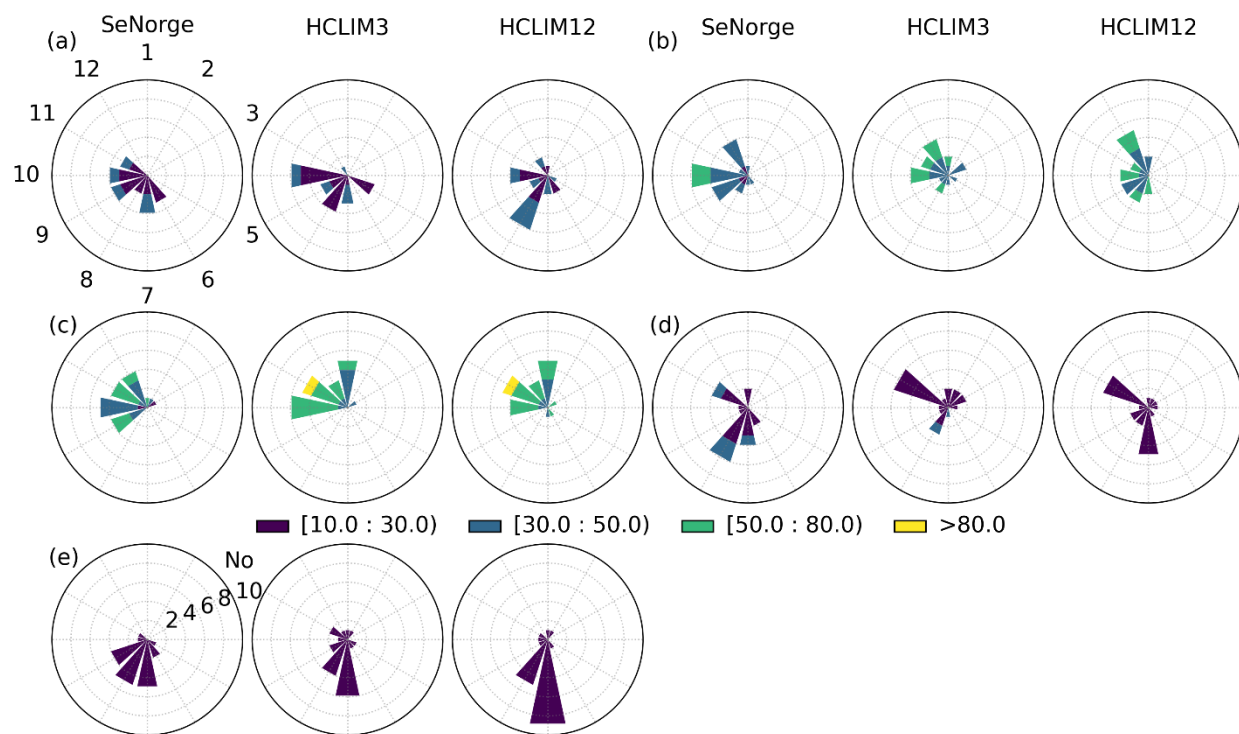 SeNorge HCLIM3 HCLIM12 SeNorge HCLIM3 HCLIM12
(a) (b)
1
12 2
11 3
10
9 5
8 6
7
(c) (d)
[10.0 : 30.0) [30.0 : 50.0) [50.0 : 80.0) >80.0
(e) No
2 4 6 8 10